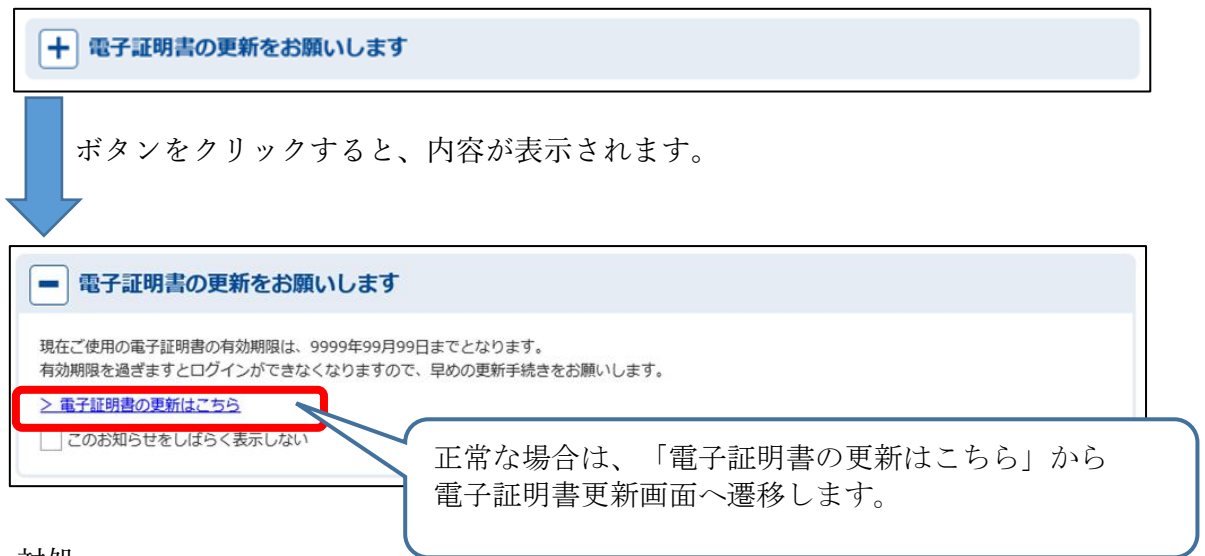 電子証明書の更新をお願いします
ボタンをクリックすると、内容が表示されます。
電子証明書の更新をお願いします
現在ご使用の電子証明書の有効期限は、9999年99月99日までとなります。
有効期限を過ぎますとログインができなくなりますので、早めの更新手続きをお願いします。
> 電子証明書の更新はこちら
このお知らせをしばらく表示しない
正常な場合は、「電子証明書の更新はこちら」から
電子証明書更新画面へ遷移します。